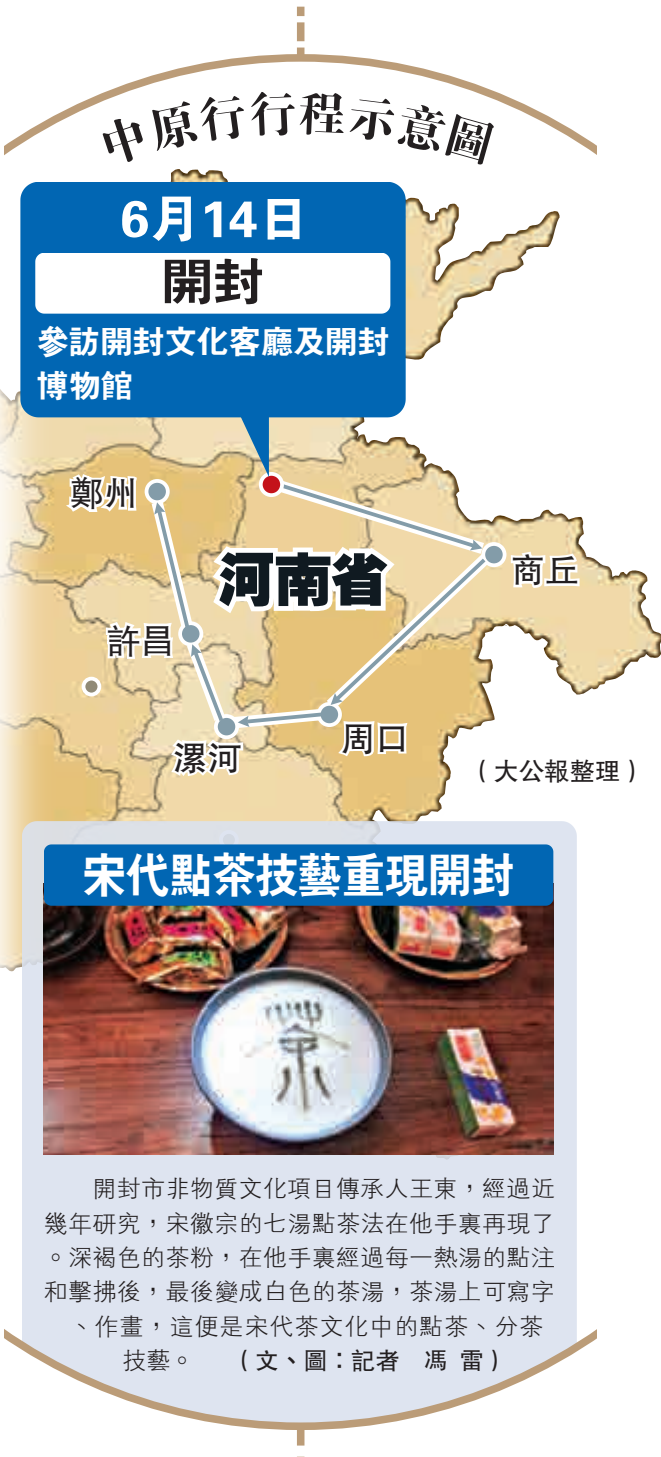 中原行行程示意圖
6月14日
開封
參訪開封文化客廳及開封
博物館
鄭州
河南省
商丘
許昌
周口
漯河
(大公報整理)
宋代點茶技藝重現開封
茶
開封市非物質文化項目傳承人王東,經過近
幾年研究,宋徽宗的七湯點茶法在他手裏再現了
。深褐色的茶粉,在他手裏經過每一熱湯的點注
和擊拂後,最後變成白色的茶湯,茶湯上可寫字
、作畫,這便是宋代茶文化中的點茶、分茶
技藝。 (文、圖:記者 馮 雷)